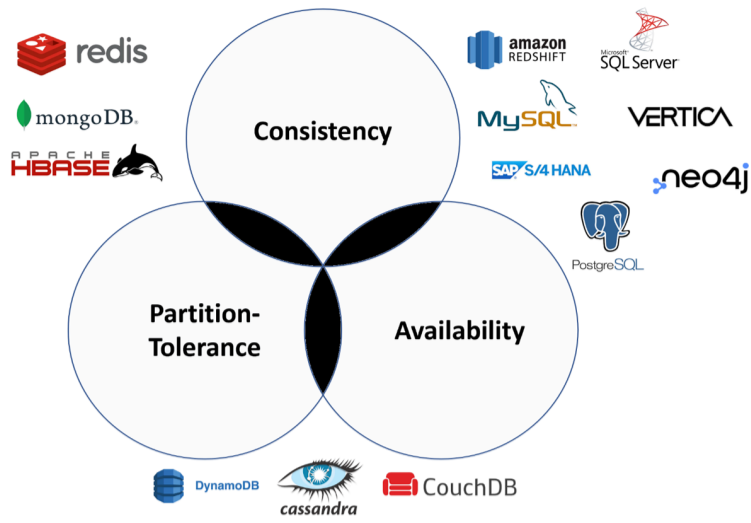 redis
mongoDB®
APACHE
HBASE
amazon
REDSHIFT
Microsoft®
SQL Server®
MySQL™
VERTICA
SAP S/4 HANA
neo4j
PostgreSQL
Consistency
Partition-
Tolerance
Availability
DynamoDB
cassandra
CouchDB